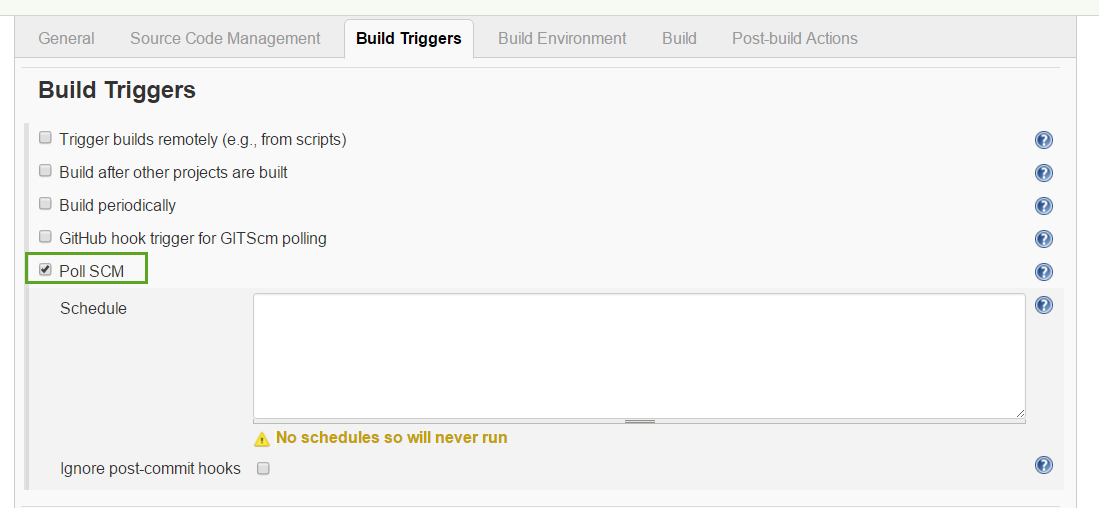 General Source Code Management Build Triggers Build Environment Build Post-build Actions
Build Triggers
Trigger builds remotely (e.g., from scripts)
Build after other projects are built
Build periodically
GitHub hook trigger for GITScm polling
Poll SCM
Schedule
No schedules so will never run
Ignore post-commit hooks